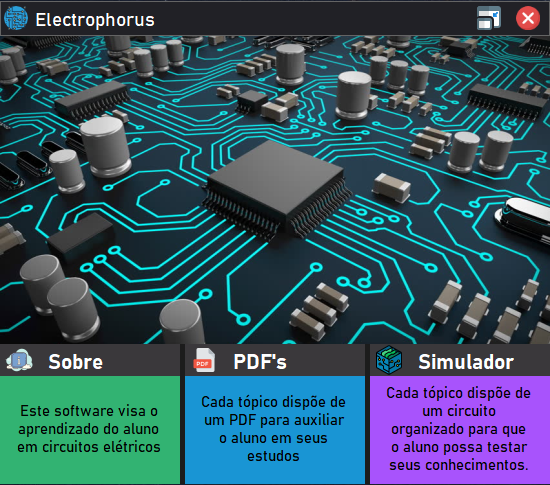 Electrophorus
Sobre
PDF
PDF's
Simulador
Este software visa o
aprendizado do aluno
em circuitos elétricos
Cada tópico dispõe de
um PDF para auxiliar
o aluno em seus
estudos
Cada tópico dispõe de
um circuito
organizado para que
o aluno possa testar
seus conhecimentos.